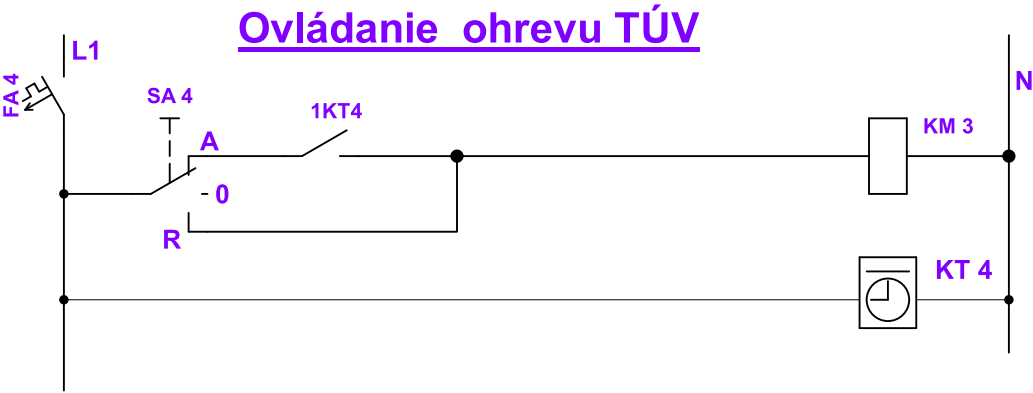 Ovládanie ohrevu TÚV
L1
N
FA 4
SA 4
1KT4
KM 3
A
0
R
KT 4